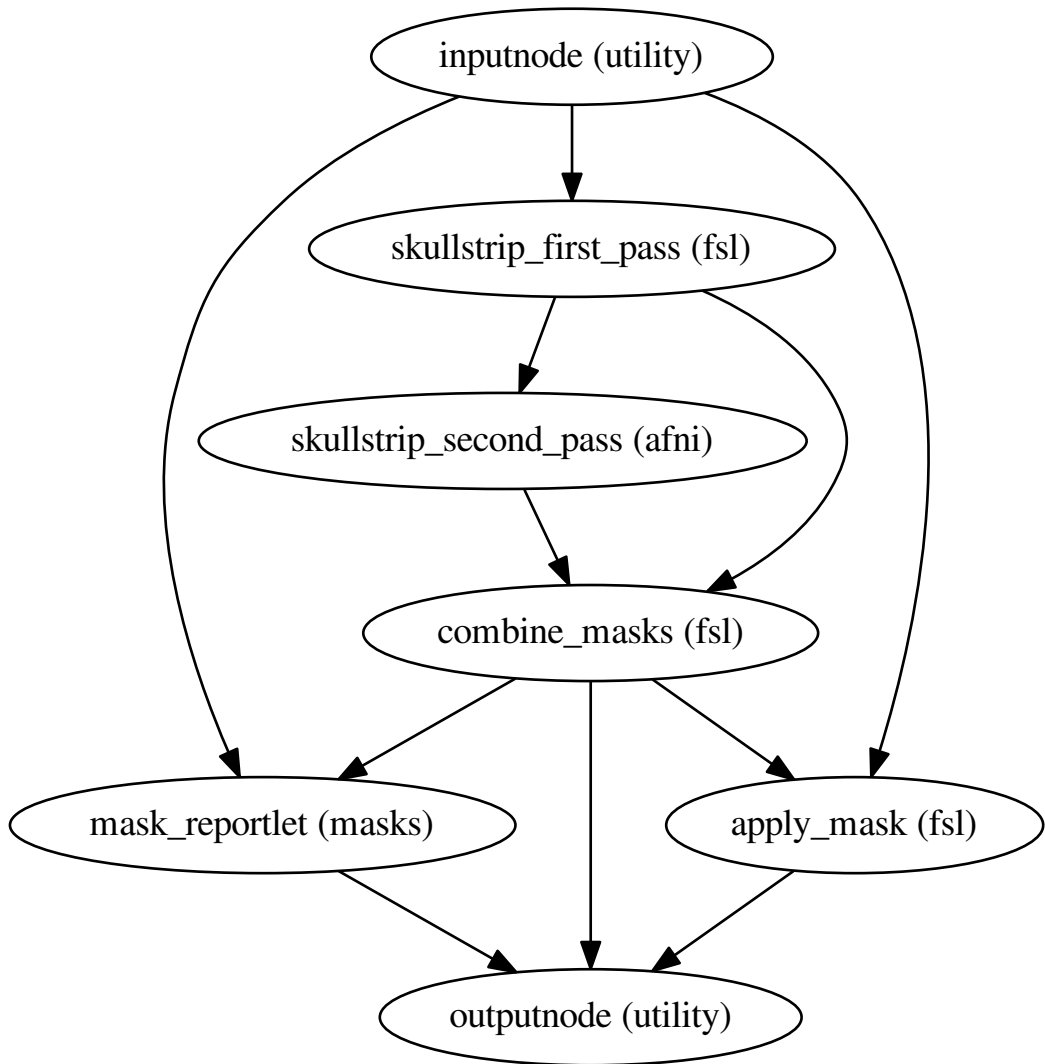 inputnode (utility)
skullstrip_first_pass (fsl)
skullstrip_second_pass (afni)
combine_masks (fsl)
mask_reportlet (masks)
apply_mask (fsl)
outputnode (utility)